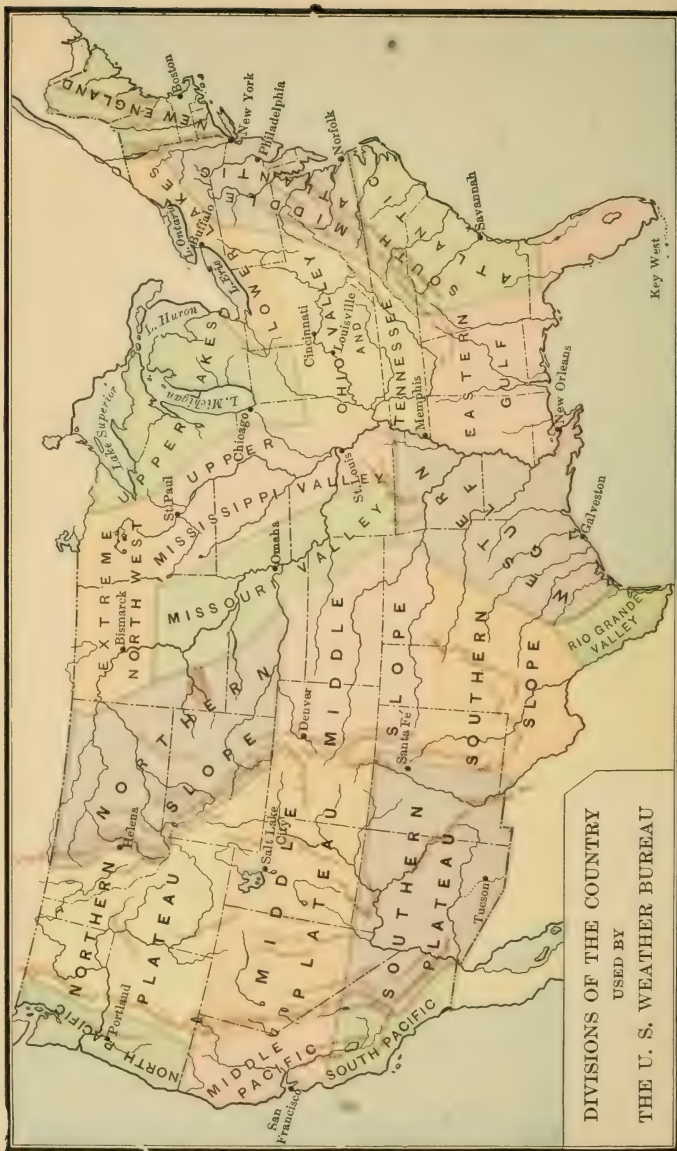 NEW ENGLAND
Boston
New York
Philadelphia
MIDDLE ATLANTIC
Norfolk
SOUTH ATLANTIC
Savannah
Key West
LOWER LAKES
L. Ontario
Buffalo
L. Erie
L. Huron
Lake Superior
L. Michigan
UPPER LAKES
Chicago
OHIO VALLEY
AND
TENNESSEE
Cincinnati
Louisville
Memphis
EASTERN
GULF
New Orleans
EXTREME
NORTHWEST
Bismarck
St. Paul
UPPER
MISSISSIPPI VALLEY
St. Louis
MISSOURI VALLEY
Omaha
WESTERN
GULF
Galveston
RIO GRANDE
VALLEY
NORTHERN
SLOPE
Helena
MIDDLE
SLOPE
Denver
Santa Fé
SOUTHERN
SLOPE
NORTHERN
PLATEAU
MIDDLE
PLATEAU
Salt Lake
City
SOUTHERN
PLATEAU
Tucson
NORTH PACIFIC
Portland
MIDDLE
PACIFIC
San
Francisco
SOUTH PACIFIC
DIVISIONS OF THE COUNTRY
USED BY
THE U. S. WEATHER BUREAU